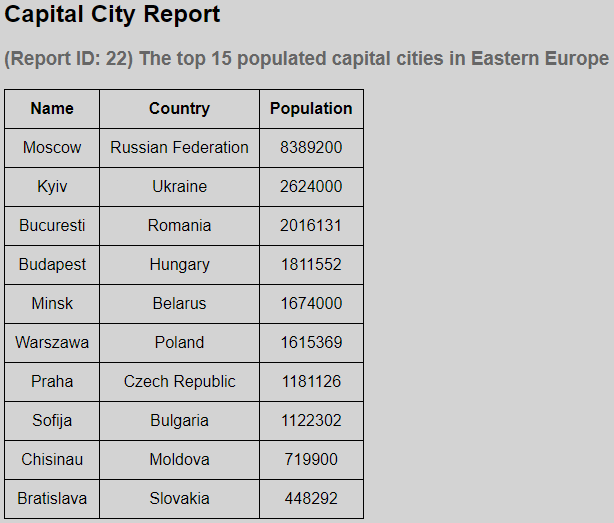 Capital City Report
(Report ID: 22) The top 15 populated capital cities in Eastern Europe
Name Country Population
Moscow Russian Federation 8389200
Kyiv Ukraine 2624000
Bucuresti Romania 2016131
Budapest Hungary 1811552
Minsk Belarus 1674000
Warszawa Poland 1615369
Praha Czech Republic 1181126
Sofija Bulgaria 1122302
Chisinau Moldova 719900
Bratislava Slovakia 448292